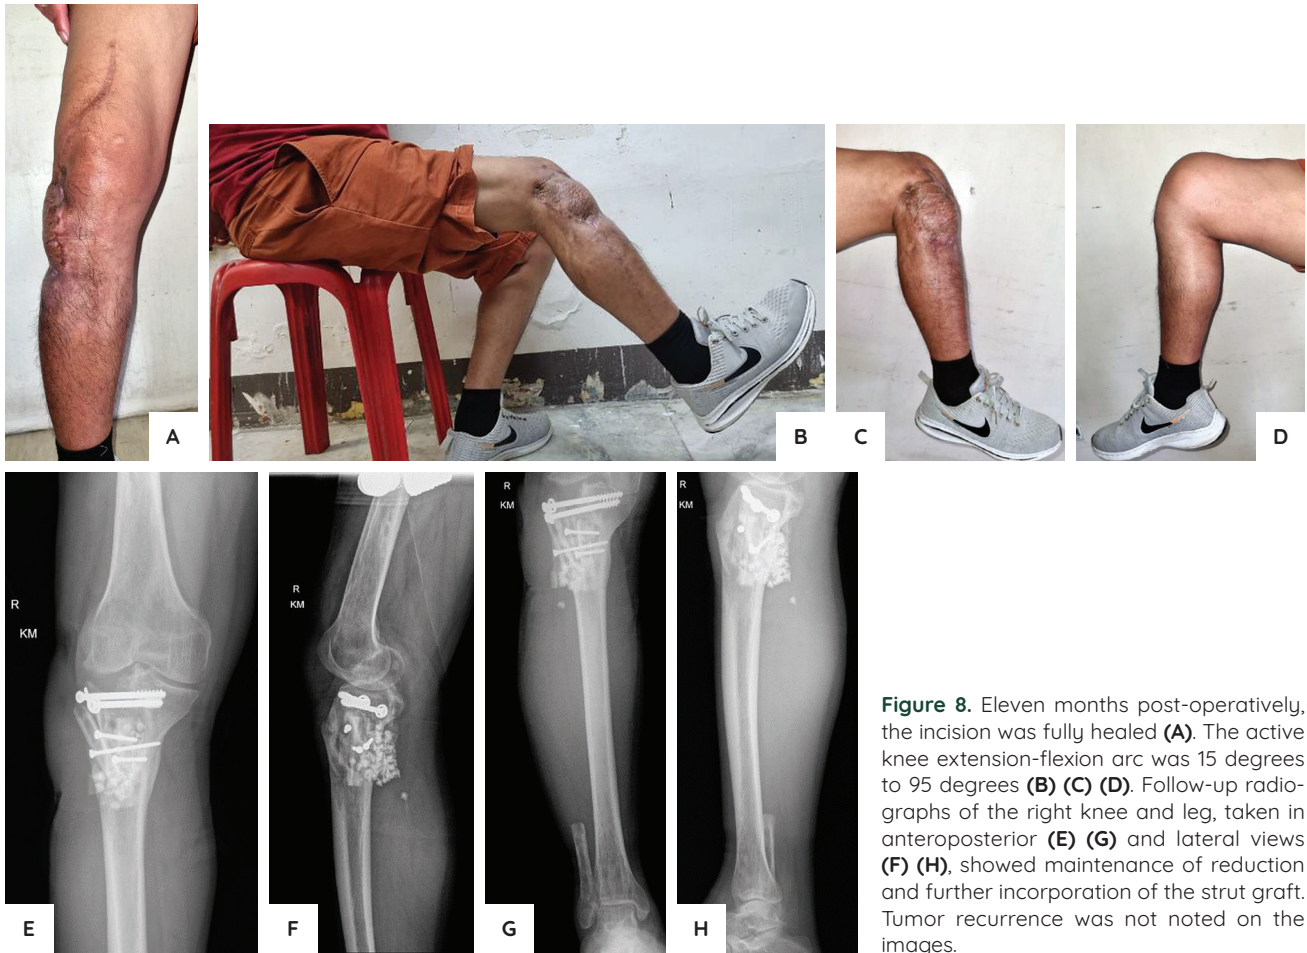 A
B
C
D
R
KM
E
R
KM
F
R
KM
G
R
KM
H
Figure 8. Eleven months post-operatively,
the incision was fully healed (A). The active
knee extension-flexion arc was 15 degrees
to 95 degrees (B) (C) (D). Follow-up radio-
graphs of the right knee and leg, taken in
anteroposterior (E) (G) and lateral views
(F) (H), showed maintenance of reduction
and further incorporation of the strut graft.
Tumor recurrence was not noted on the
images.